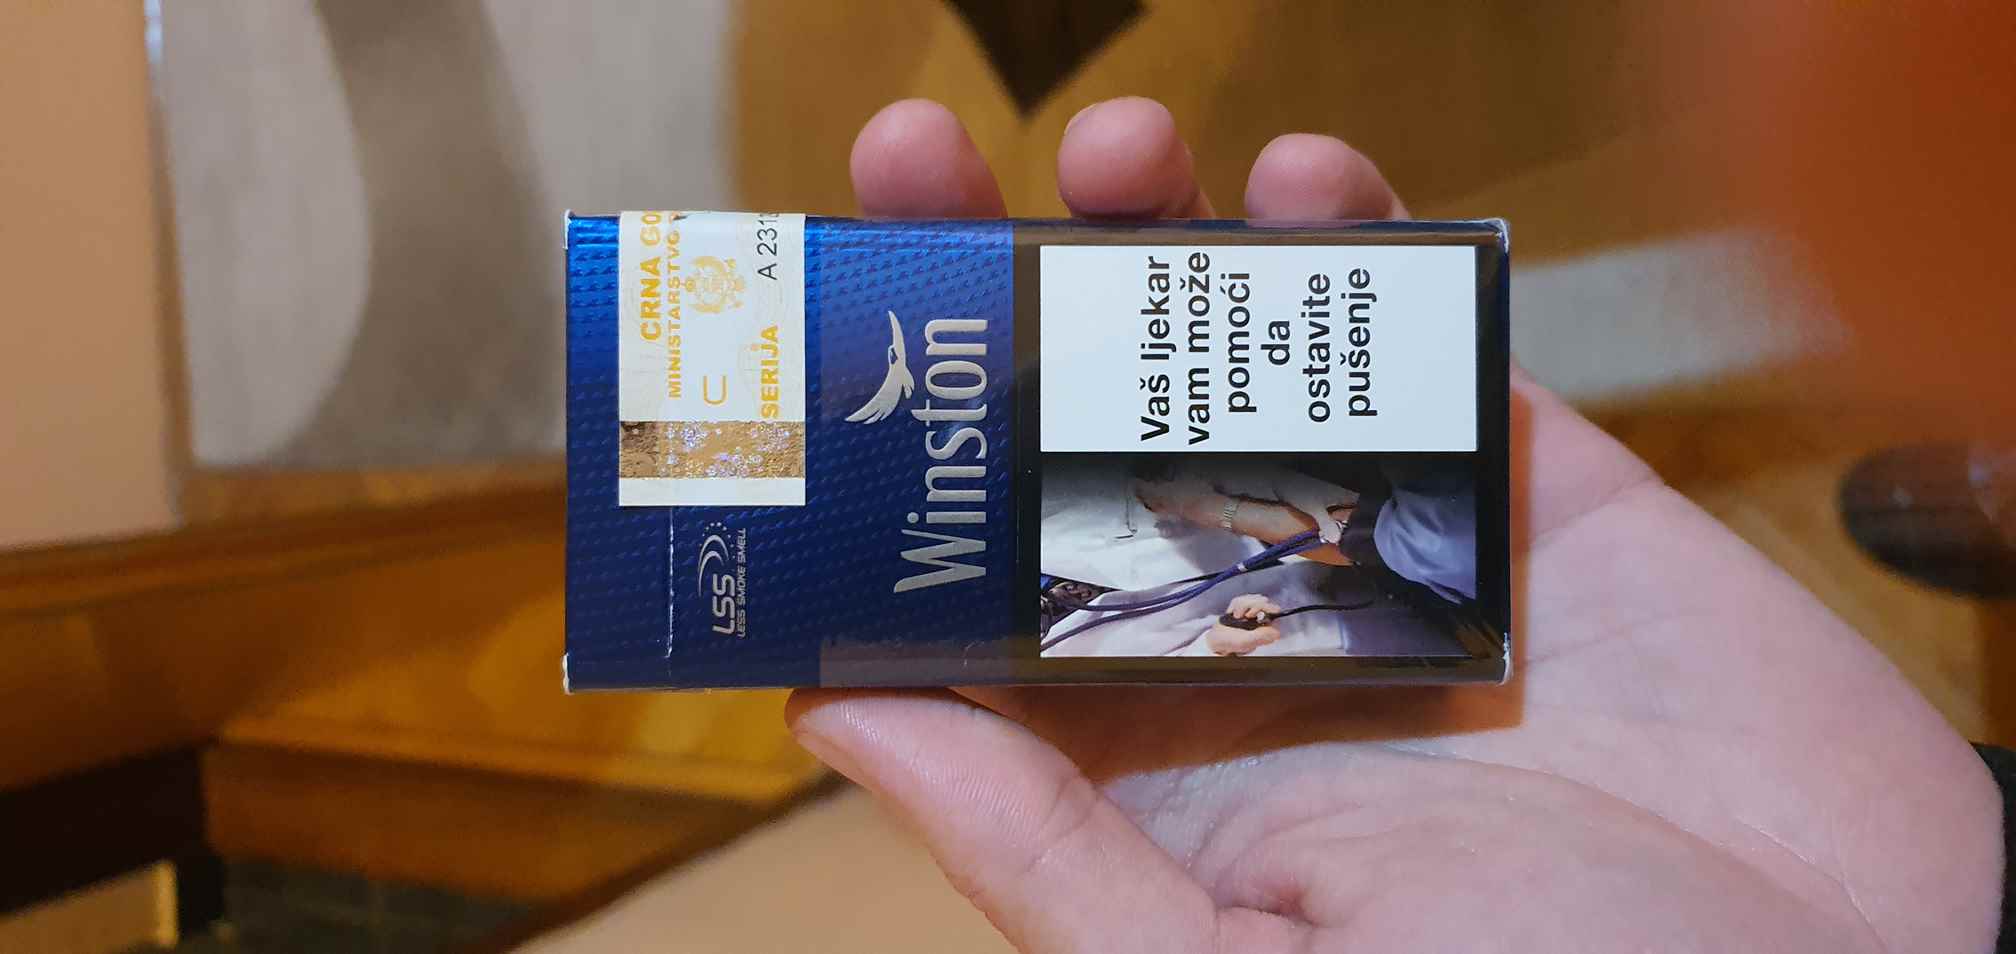 CRNA GO
MINISTARSTVO
C
SERIJA
A 231
LSS
LESS SMOKE SMELL
Winston
Vaš ljekar
vam može
pomoći
da
ostavite
pušenje